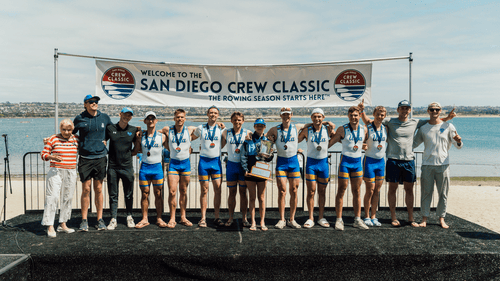 WELCOME TO THE
SAN DIEGO CREW CLASSIC
THE ROWING SEASON STARTS HERE
CREW CLASSIC
CREW CLASSIC